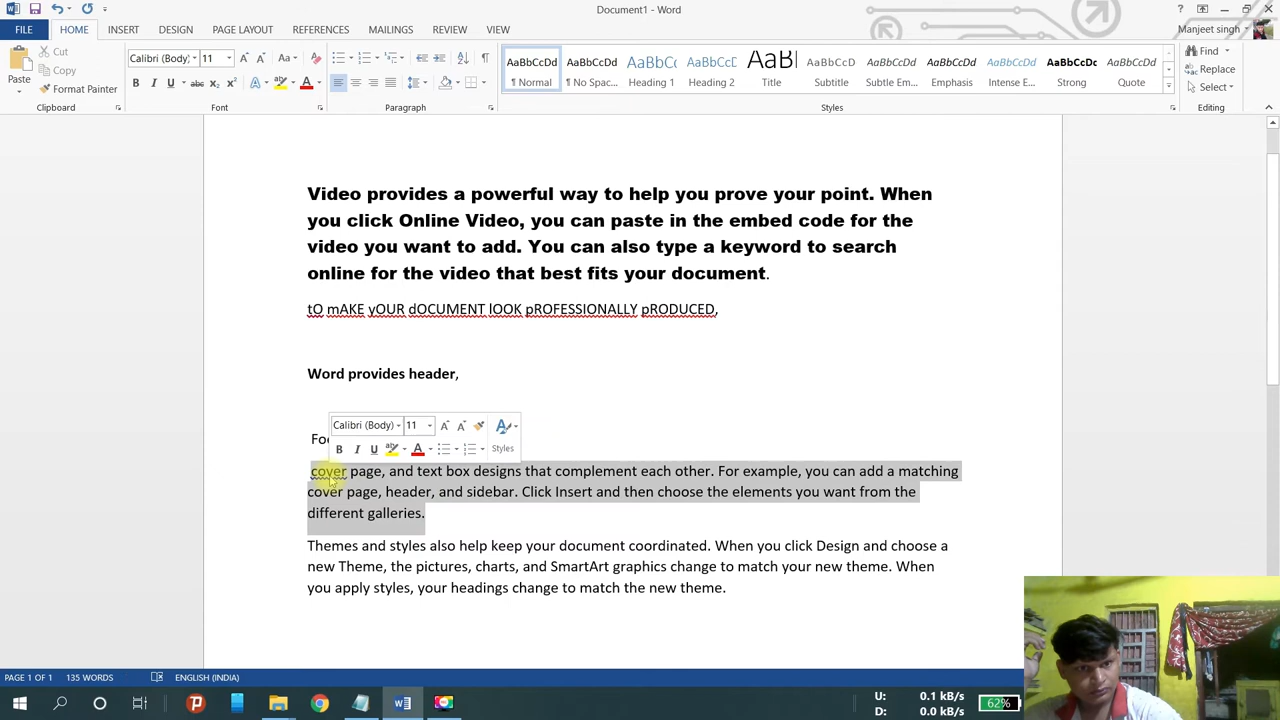 Document1 - Word
FILE HOME INSERT DESIGN PAGE LAYOUT REFERENCES MAILINGS REVIEW VIEW Manjeet singh
Paste
Cut
Copy
Format Painter
Clipboard
Calibri (Body) 11
Font
Paragraph
AaBbCcDd AaBbCcDd AaBbCc AaBbCcD AaB AaBbCcD AaBbCcDd AaBbCcDd AaBbCcDd AaBbCcDc AaBbCcDd
¶ Normal ¶ No Spac... Heading 1 Heading 2 Title Subtitle Subtle Em... Emphasis Intense E... Strong Quote
Styles
Find
Replace
Select
Editing
Video provides a powerful way to help you prove your point. When
you click Online Video, you can paste in the embed code for the
video you want to add. You can also type a keyword to search
online for the video that best fits your document.
tO mAKE yOUR dOCUMENT lOOK pROFESSIONALLY pRODUCED,
Word provides header,
Foo
Calibri (Body) 11
B I U Styles
cover page, and text box designs that complement each other. For example, you can add a matching
cover page, header, and sidebar. Click Insert and then choose the elements you want from the
different galleries.
Themes and styles also help keep your document coordinated. When you click Design and choose a
new Theme, the pictures, charts, and SmartArt graphics change to match your new theme. When
you apply styles, your headings change to match the new theme.
PAGE 1 OF 1 135 WORDS ENGLISH (INDIA)
U: 0.1 kB/s
D: 0.0 kB/s
62%